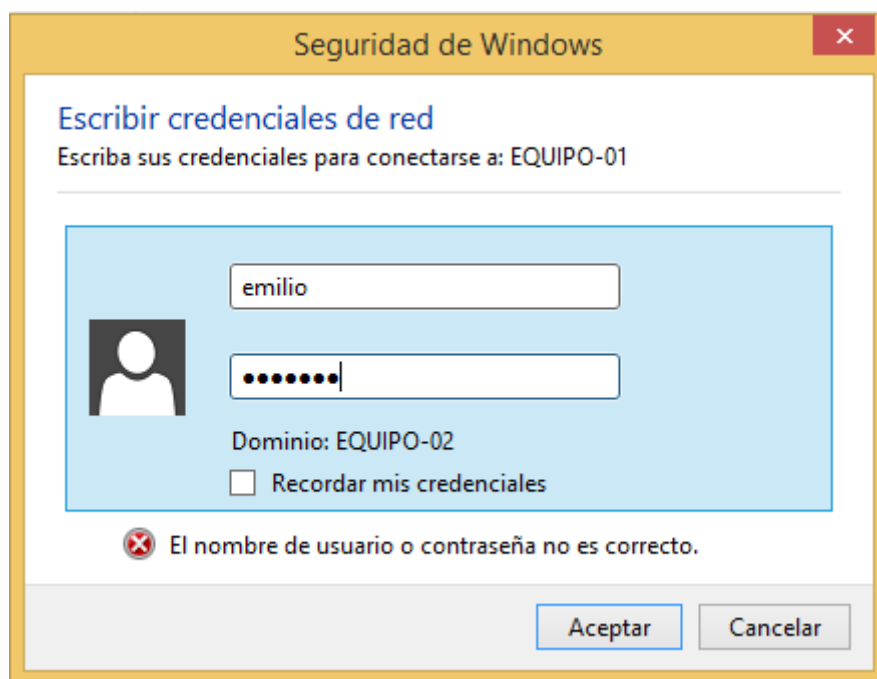 Seguridad de Windows
Escribir credenciales de red
Escriba sus credenciales para conectarse a: EQUIPO-01
emilio
•••••••
Dominio: EQUIPO-02
Recordar mis credenciales
El nombre de usuario o contraseña no es correcto.
Aceptar Cancelar